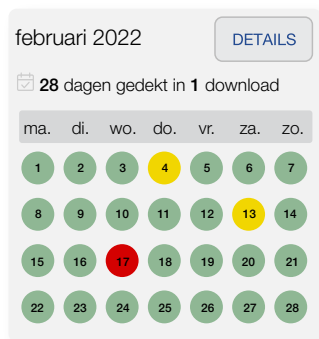 februari 2022 DETAILS
28 dagen gedekt in 1 download
ma. di. wo. do. vr. za. zo.
1 2 3 4 5 6 7
8 9 10 11 12 13 14
15 16 17 18 19 20 21
22 23 24 25 26 27 28